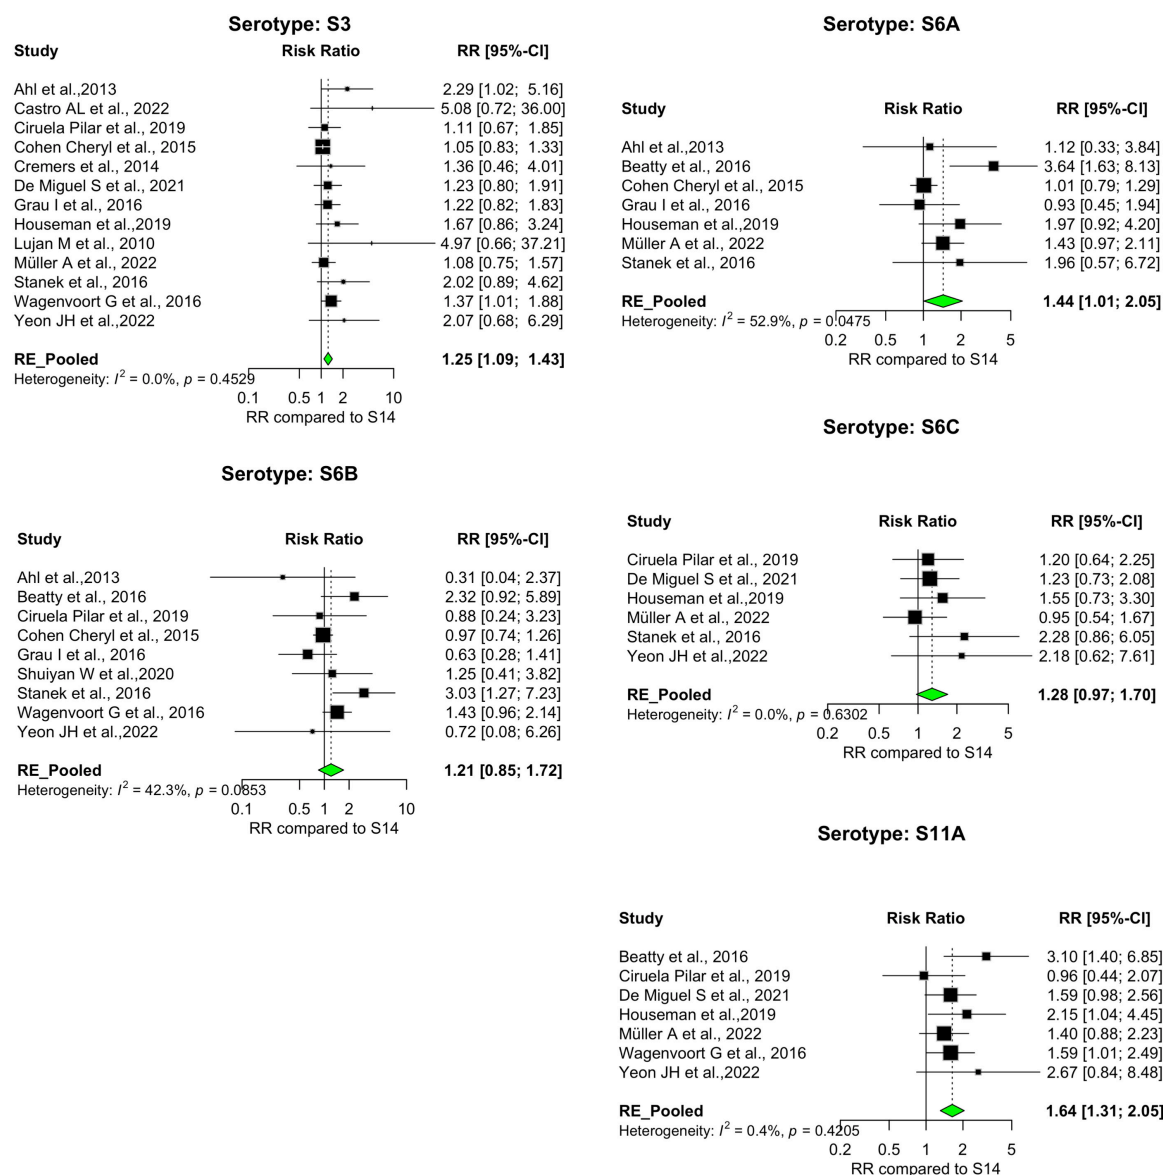 Serotype: S3
Study Risk Ratio RR [95%-CI]
Ahl et al.,2013 2.29 [1.02; 5.16]
Castro AL et al., 2022 5.08 [0.72; 36.00]
Ciruela Pilar et al., 2019 1.11 [0.67; 1.85]
Cohen Cheryl et al., 2015 1.05 [0.83; 1.33]
Cremers et al., 2014 1.36 [0.46; 4.01]
De Miguel S et al., 2021 1.23 [0.80; 1.91]
Grau I et al., 2016 1.22 [0.82; 1.83]
Houseman et al.,2019 1.67 [0.86; 3.24]
Lujan M et al., 2010 4.97 [0.66; 37.21]
Müller A et al., 2022 1.08 [0.75; 1.57]
Stanek et al., 2016 2.02 [0.89; 4.62]
Wagenvoort G et al., 2016 1.37 [1.01; 1.88]
Yeon JH et al.,2022 2.07 [0.68; 6.29]
RE_Pooled 1.25 [1.09; 1.43]
Heterogeneity: I² = 0.0%, p = 0.4529
0.1 0.5 1 2 10
RR compared to S14
Serotype: S6A
Study Risk Ratio RR [95%-CI]
Ahl et al.,2013 1.12 [0.33; 3.84]
Beatty et al., 2016 3.64 [1.63; 8.13]
Cohen Cheryl et al., 2015 1.01 [0.79; 1.29]
Grau I et al., 2016 0.93 [0.45; 1.94]
Houseman et al.,2019 1.97 [0.92; 4.20]
Müller A et al., 2022 1.43 [0.97; 2.11]
Stanek et al., 2016 1.96 [0.57; 6.72]
RE_Pooled 1.44 [1.01; 2.05]
Heterogeneity: I² = 52.9%, p = 0.0475
0.2 0.5 1 2 5
RR compared to S14
Serotype: S6B
Study Risk Ratio RR [95%-CI]
Ahl et al.,2013 0.31 [0.04; 2.37]
Beatty et al., 2016 2.32 [0.92; 5.89]
Ciruela Pilar et al., 2019 0.88 [0.24; 3.23]
Cohen Cheryl et al., 2015 0.97 [0.74; 1.26]
Grau I et al., 2016 0.63 [0.28; 1.41]
Shuiyan W et al.,2020 1.25 [0.41; 3.82]
Stanek et al., 2016 3.03 [1.27; 7.23]
Wagenvoort G et al., 2016 1.43 [0.96; 2.14]
Yeon JH et al.,2022 0.72 [0.08; 6.26]
RE_Pooled 1.21 [0.85; 1.72]
Heterogeneity: I² = 42.3%, p = 0.0853
0.1 0.5 1 2 10
RR compared to S14
Serotype: S6C
Study Risk Ratio RR [95%-CI]
Ciruela Pilar et al., 2019 1.20 [0.64; 2.25]
De Miguel S et al., 2021 1.23 [0.73; 2.08]
Houseman et al.,2019 1.55 [0.73; 3.30]
Müller A et al., 2022 0.95 [0.54; 1.67]
Stanek et al., 2016 2.28 [0.86; 6.05]
Yeon JH et al.,2022 2.18 [0.62; 7.61]
RE_Pooled 1.28 [0.97; 1.70]
Heterogeneity: I² = 0.0%, p = 0.6302
0.2 0.5 1 2 5
RR compared to S14
Serotype: S11A
Study Risk Ratio RR [95%-CI]
Beatty et al., 2016 3.10 [1.40; 6.85]
Ciruela Pilar et al., 2019 0.96 [0.44; 2.07]
De Miguel S et al., 2021 1.59 [0.98; 2.56]
Houseman et al.,2019 2.15 [1.04; 4.45]
Müller A et al., 2022 1.40 [0.88; 2.23]
Wagenvoort G et al., 2016 1.59 [1.01; 2.49]
Yeon JH et al.,2022 2.67 [0.84; 8.48]
RE_Pooled 1.64 [1.31; 2.05]
Heterogeneity: I² = 0.4%, p = 0.4205
0.2 0.5 1 2 5
RR compared to S14